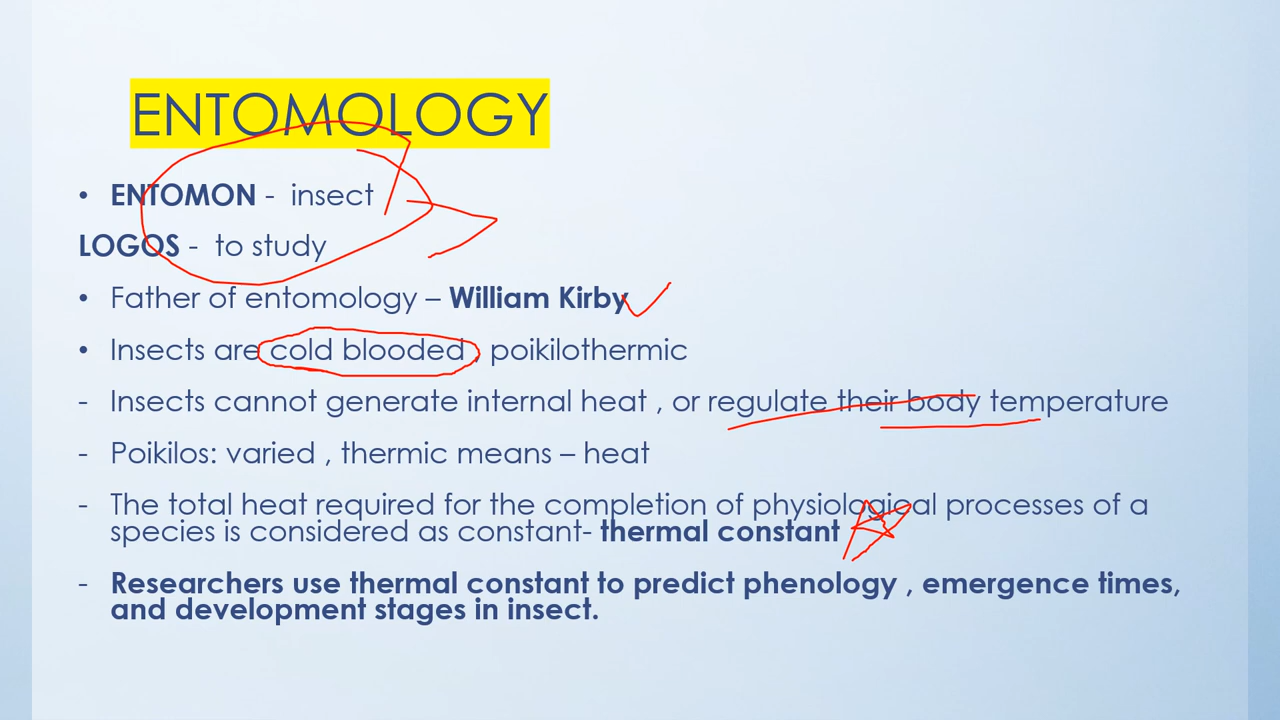 ENTOMOLOGY
• ENTOMON - insect
LOGOS - to study
• Father of entomology – William Kirby
• Insects are cold blooded , poikilothermic
- Insects cannot generate internal heat , or regulate their body temperature
- Poikilos: varied , thermic means – heat
- The total heat required for the completion of physiological processes of a
species is considered as constant- thermal constant
- Researchers use thermal constant to predict phenology , emergence times,
and development stages in insect.